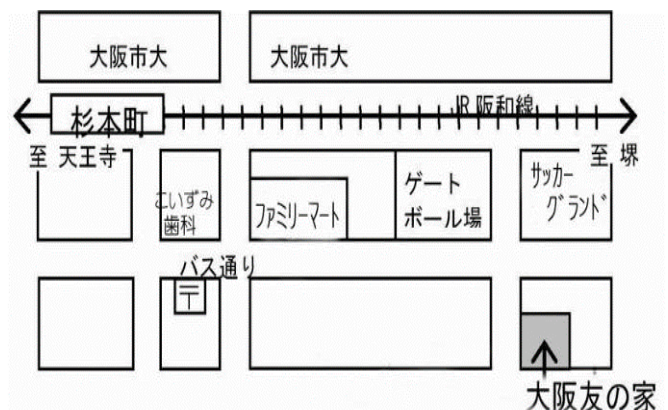 大阪市大
大阪市大
杉本町
JR阪和線
至 天王寺
至 堺
こいずみ
歯科
ファミリーマート
ゲート
ボール場
サッカー
グランド
バス通り
〒
大阪友の家